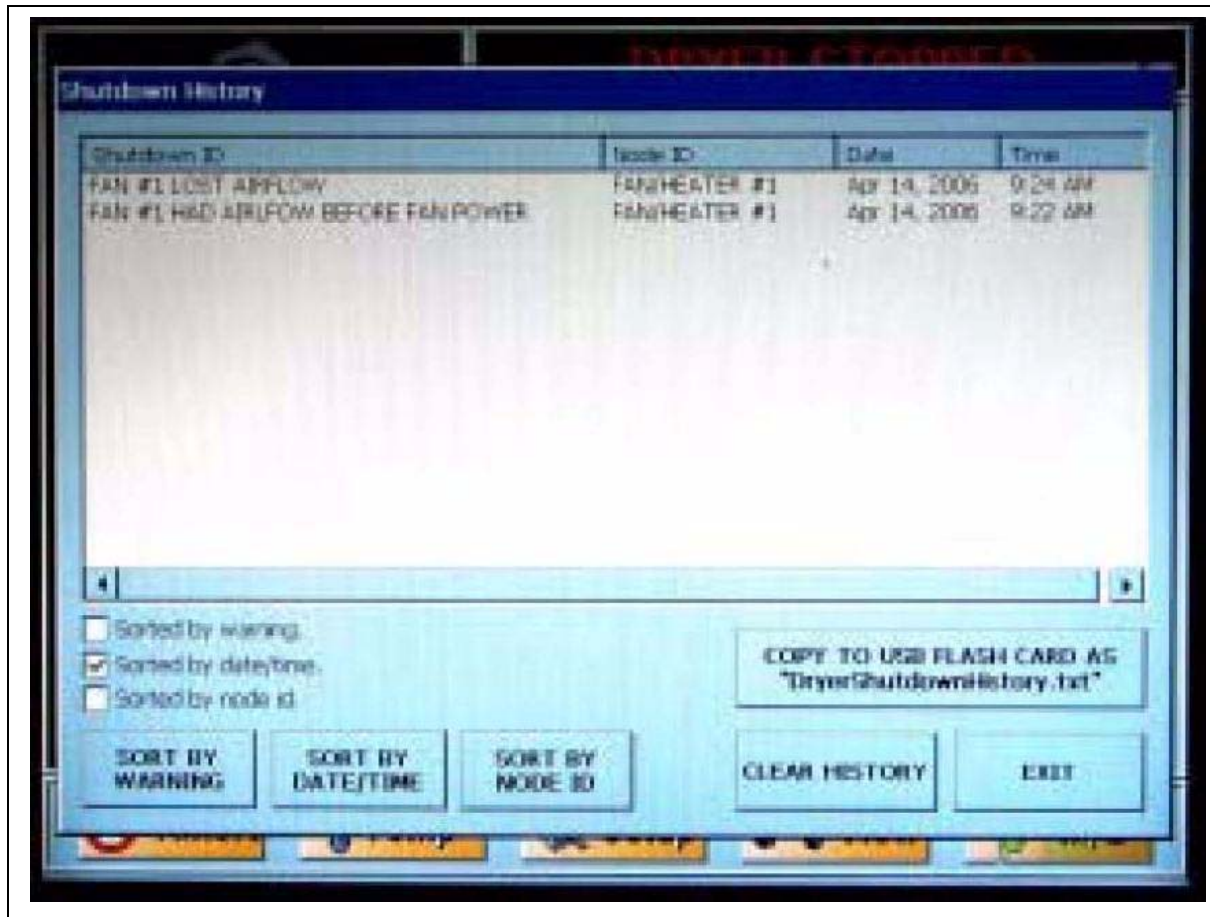 DRYER STOPPED
Shutdown History
Shutdown ID Node ID Date Time
FAN #1 LOST AIRFLOW FAN/HEATER #1 Apr 14, 2006 9:24 AM
FAN #1 HAD AIRLFOW BEFORE FAN POWER FAN/HEATER #1 Apr 14, 2006 9:22 AM
Sorted by warning.
Sorted by date/time.
Sorted by node id.
COPY TO USB FLASH CARD AS
"DryerShutdownHistory.txt"
SORT BY
WARNING
SORT BY
DATE/TIME
SORT BY
NODE ID
CLEAR HISTORY
EXIT